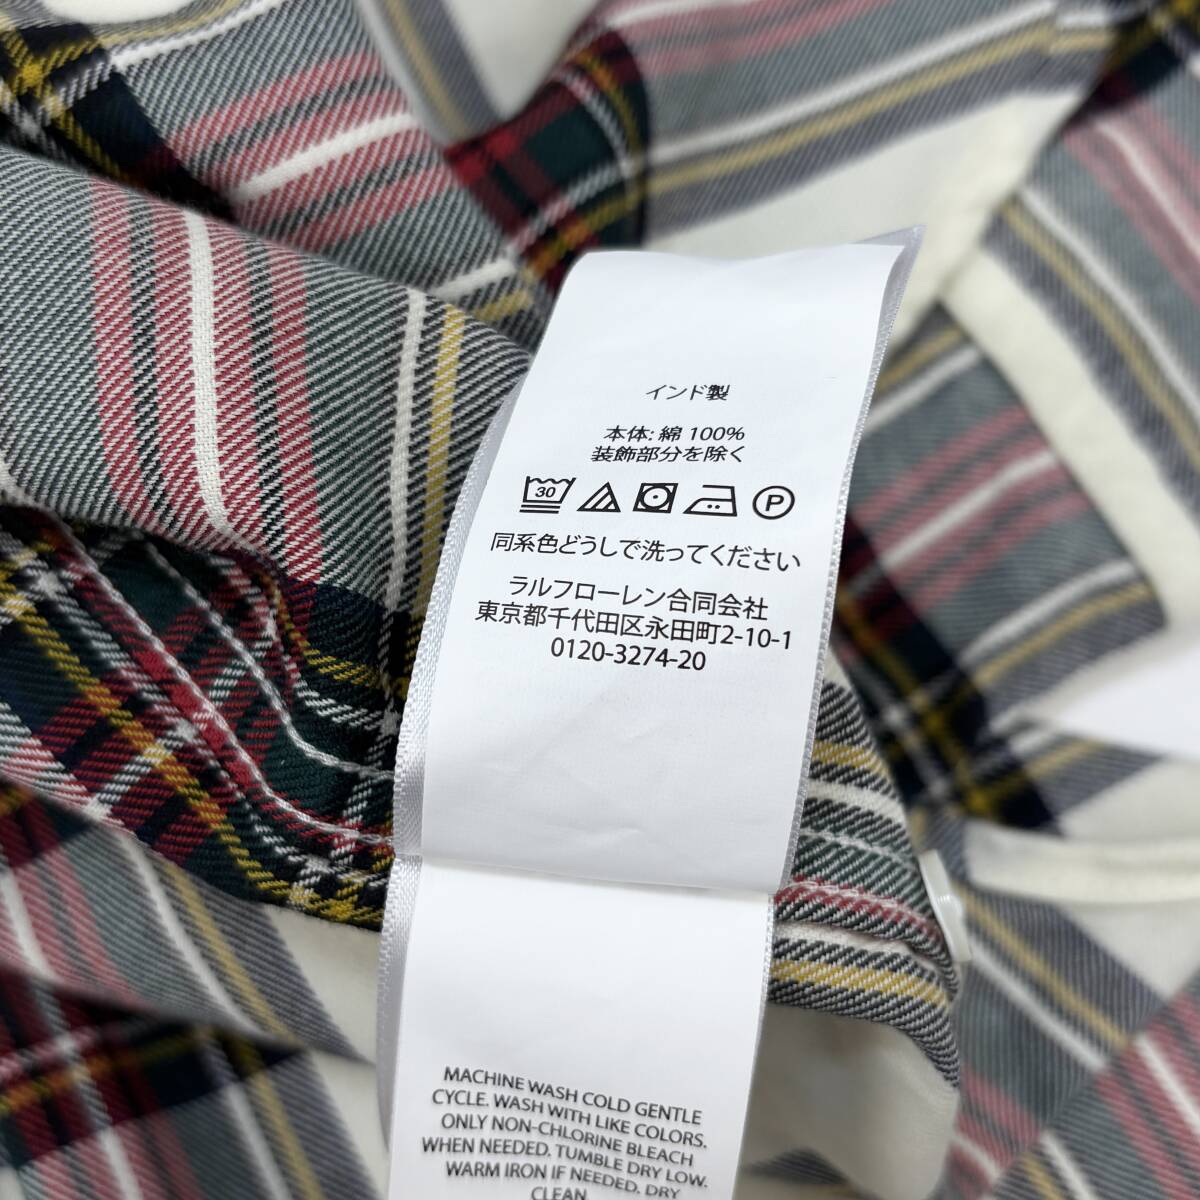 インド製
本体: 綿 100%
装飾部分を除く
30 P
同系色どうしで洗ってください
ラルフローレン合同会社
東京都千代田区永田町2-10-1
0120-3274-20
MACHINE WASH COLD GENTLE
CYCLE. WASH WITH LIKE COLORS.
ONLY NON-CHLORINE BLEACH
WHEN NEEDED. TUMBLE DRY LOW.
WARM IRON IF NEEDED. DRY
CLEAN